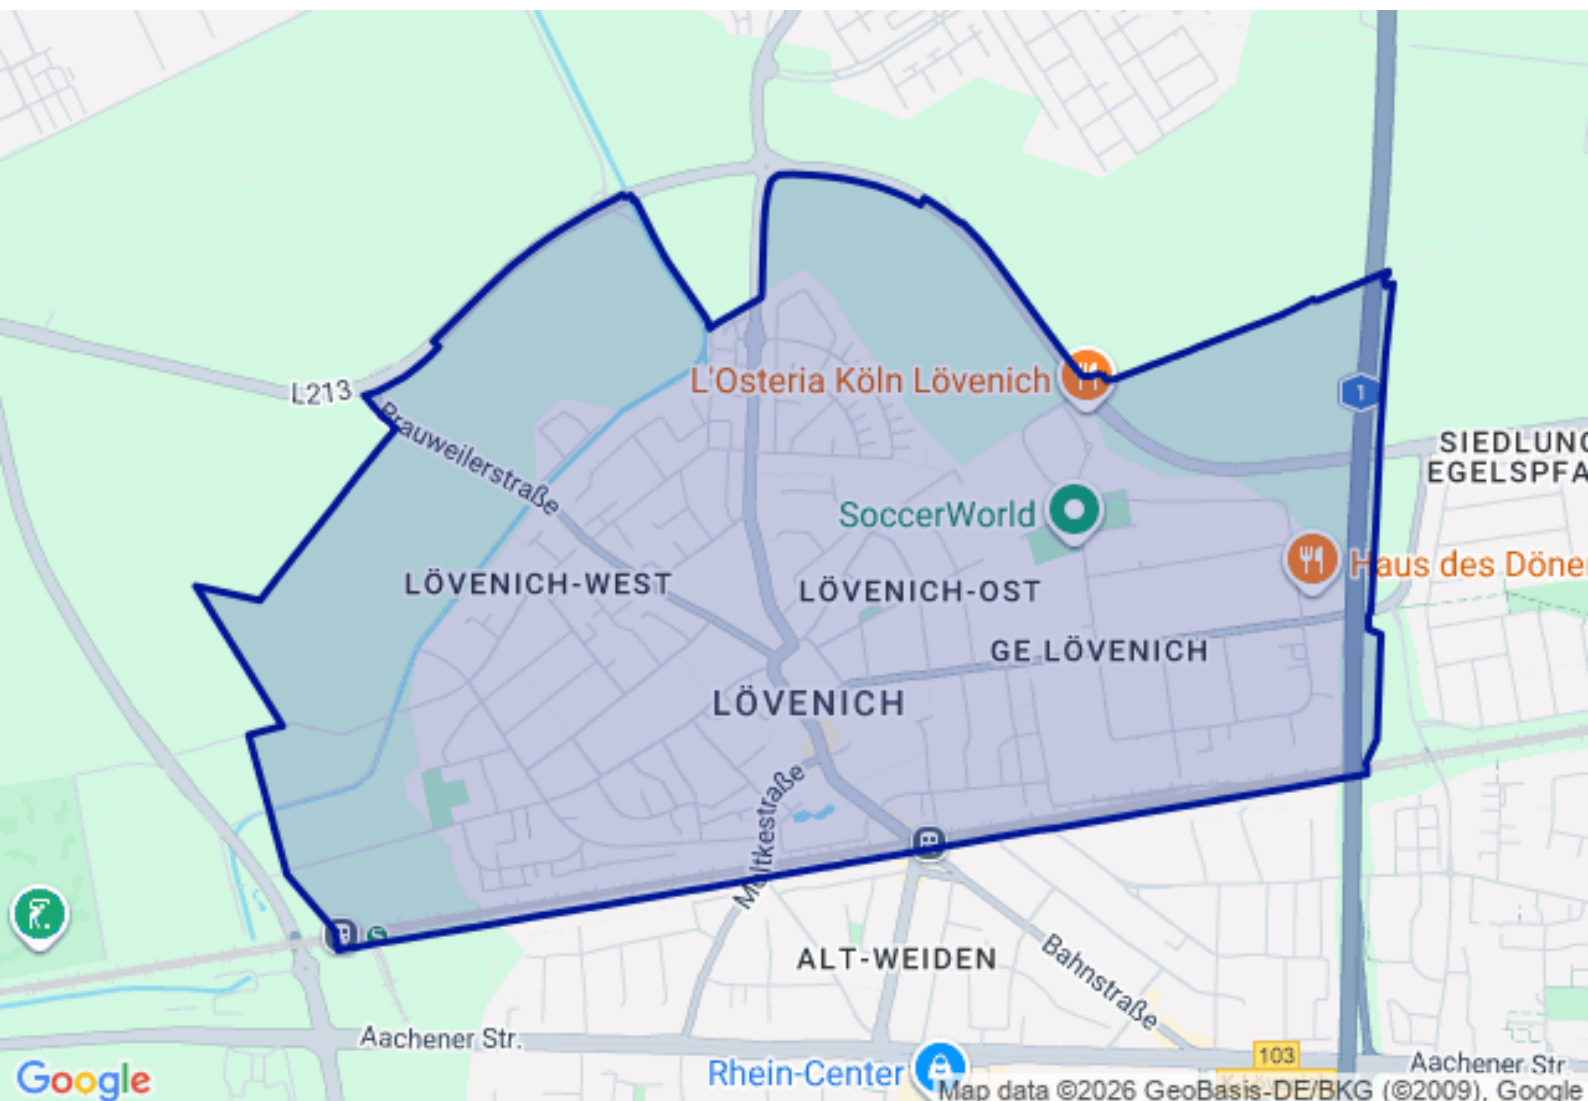 L213
Brauweilerstraße
L'Osteria Köln Lövenich
1
SIEDLUNG
EGELSPFA
SoccerWorld
Haus des Döner
LÖVENICH-WEST
LÖVENICH-OST
GE LÖVENICH
LÖVENICH
Moltkestraße
S
ALT-WEIDEN
Bahnstraße
Aachener Str.
103
Aachener Str.
Rhein-Center
Google
Map data ©2026 GeoBasis-DE/BKG (©2009), Google